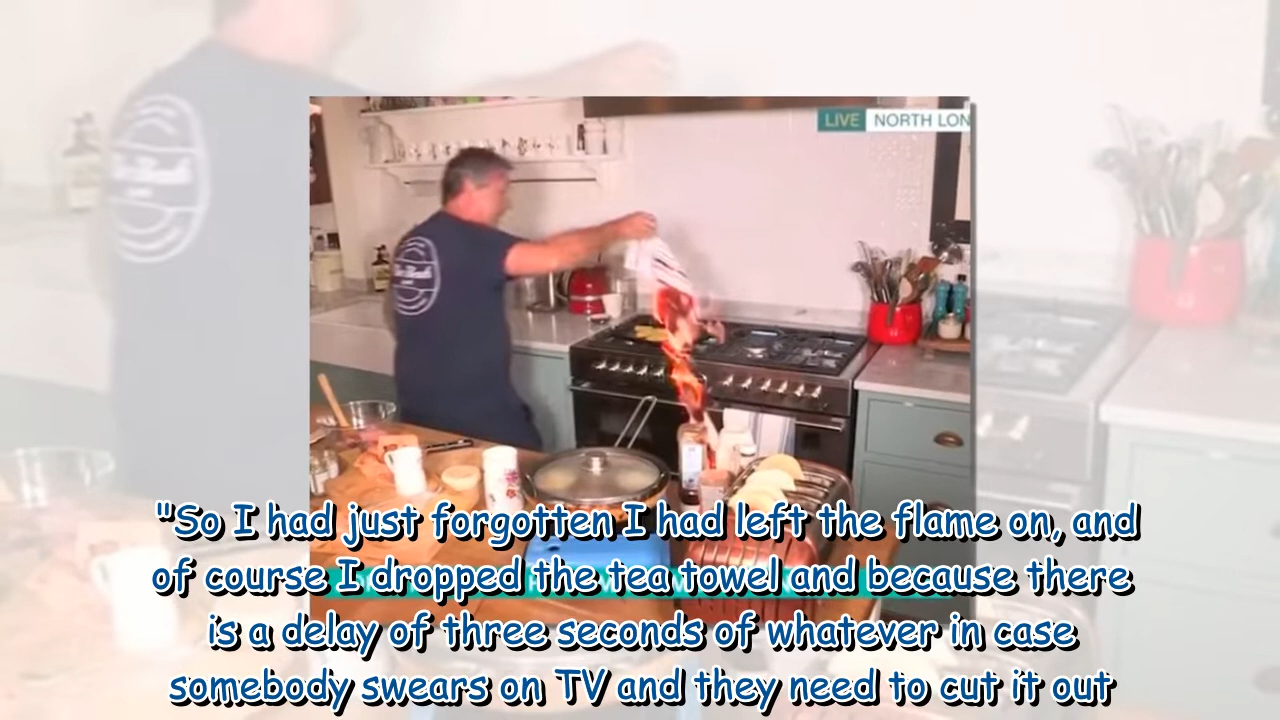 LIVE NORTH LON
"So I had just forgotten I had left the flame on, and
of course I dropped the tea towel and because there
is a delay of three seconds of whatever in case
somebody swears on TV and they need to cut it out